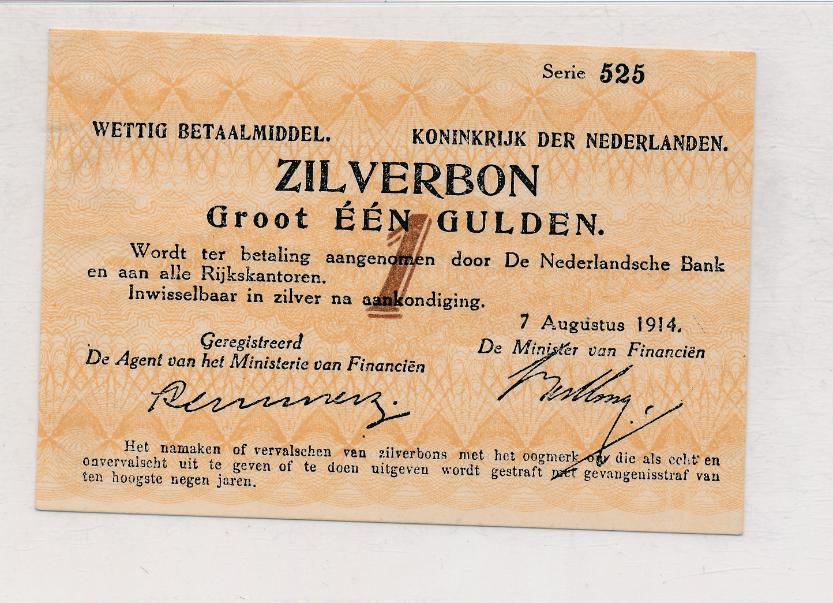 Serie 525
WETTIG BETAALMIDDEL. KONINKRIJK DER NEDERLANDEN.
ZILVERBON
Groot ÉÉN GULDEN.
1
Wordt ter betaling aangenomen door De Nederlandsche Bank
en aan alle Rijkskantoren.
Inwisselbaar in zilver na aankondiging.
7 Augustus 1914.
Geregistreerd
De Agent van het Ministerie van Financiën
De Minister van Financiën
Het namaken of vervalschen van zilverbons met het oogmerk om die als echt en
onvervalscht uit te geven of te doen uitgeven wordt gestraft met gevangenisstraf van
ten hoogste negen jaren.